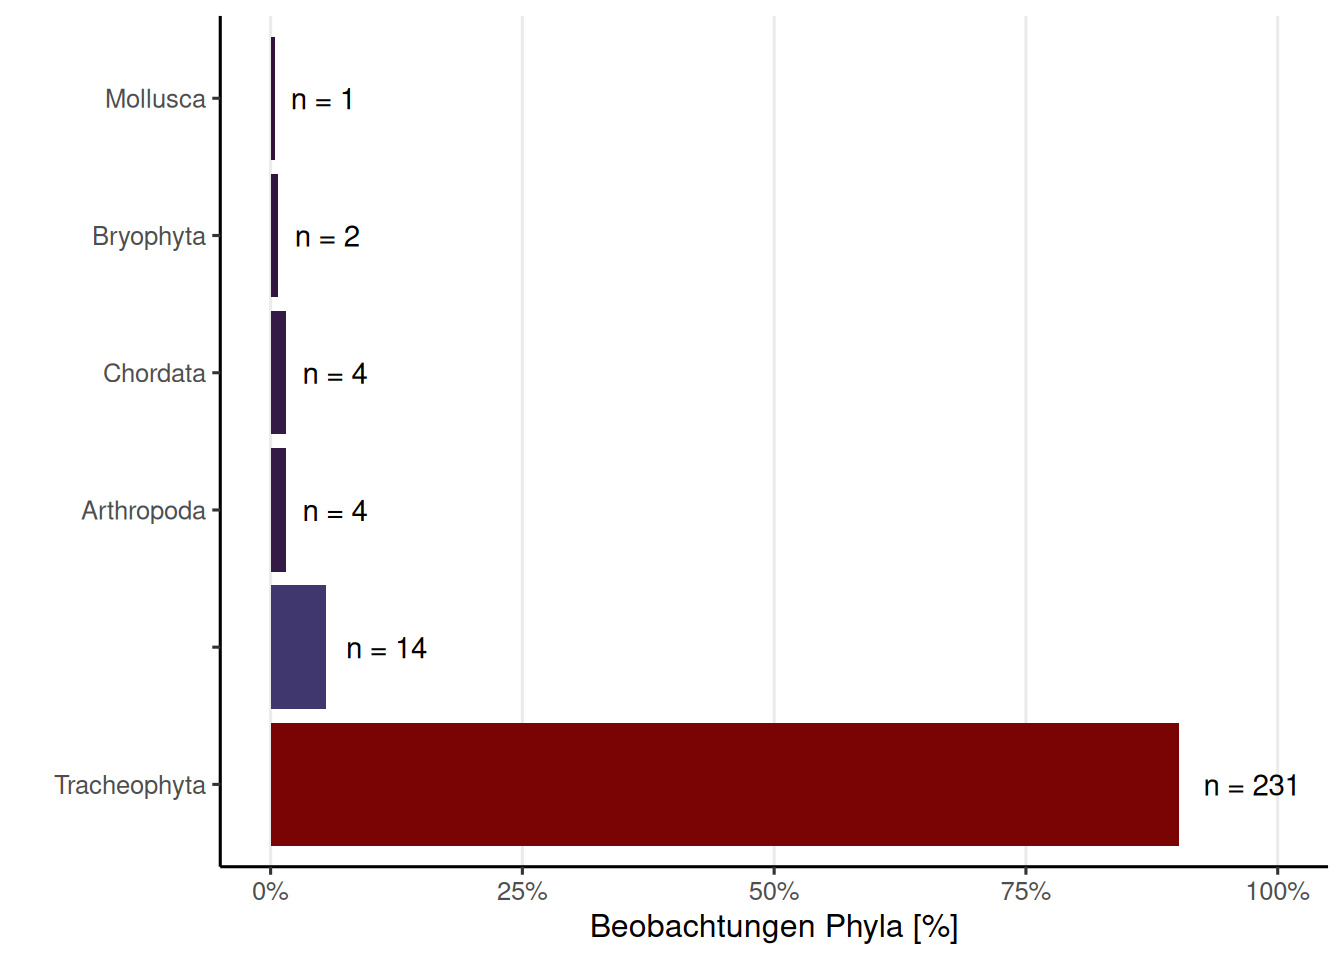 Mollusca
n = 1
Bryophyta
n = 2
Chordata
n = 4
Arthropoda
n = 4
n = 14
Tracheophyta
n = 231
0% 25% 50% 75% 100%
Beobachtungen Phyla [%]